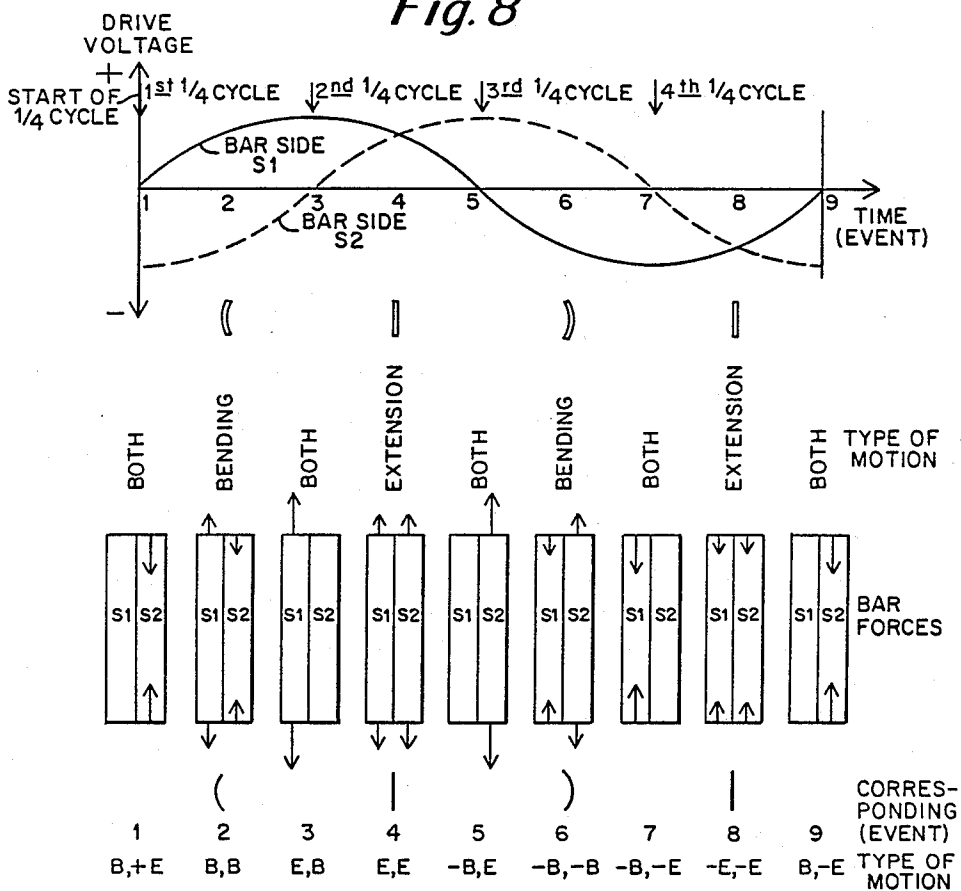 Fig. 8
DRIVE
VOLTAGE
+
START OF
1/4 CYCLE
1st 1/4 CYCLE
2nd 1/4 CYCLE
3rd 1/4 CYCLE
4th 1/4 CYCLE
BAR SIDE
S1
1 2 3 4 5 6 7 8 9
BAR SIDE
S2
TIME
(EVENT)
–
BOTH
BENDING
BOTH
EXTENSION
BOTH
BENDING
BOTH
EXTENSION
BOTH
TYPE OF
MOTION
S1 S2 S1 S2 S1 S2 S1 S2 S1 S2 S1 S2 S1 S2 S1 S2 S1 S2
BAR
FORCES
CORRES-
PONDING
(EVENT)
1 2 3 4 5 6 7 8 9
B,+E B,B E,B E,E -B,E -B,-B -B,-E -E,-E B,-E
TYPE OF
MOTION